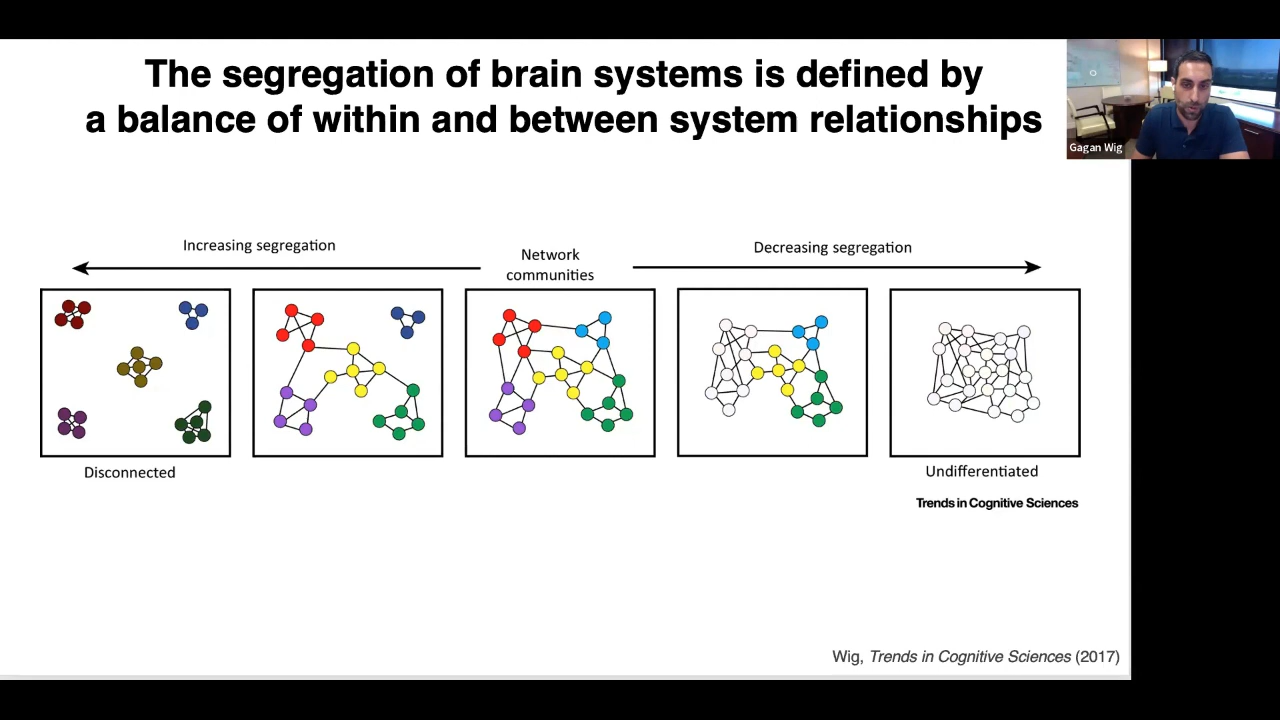 The segregation of brain systems is defined by
a balance of within and between system relationships
Gagan Wig
Increasing segregation
Network
communities
Decreasing segregation
Disconnected
Undifferentiated
Trends in Cognitive Sciences
Wig, Trends in Cognitive Sciences (2017)